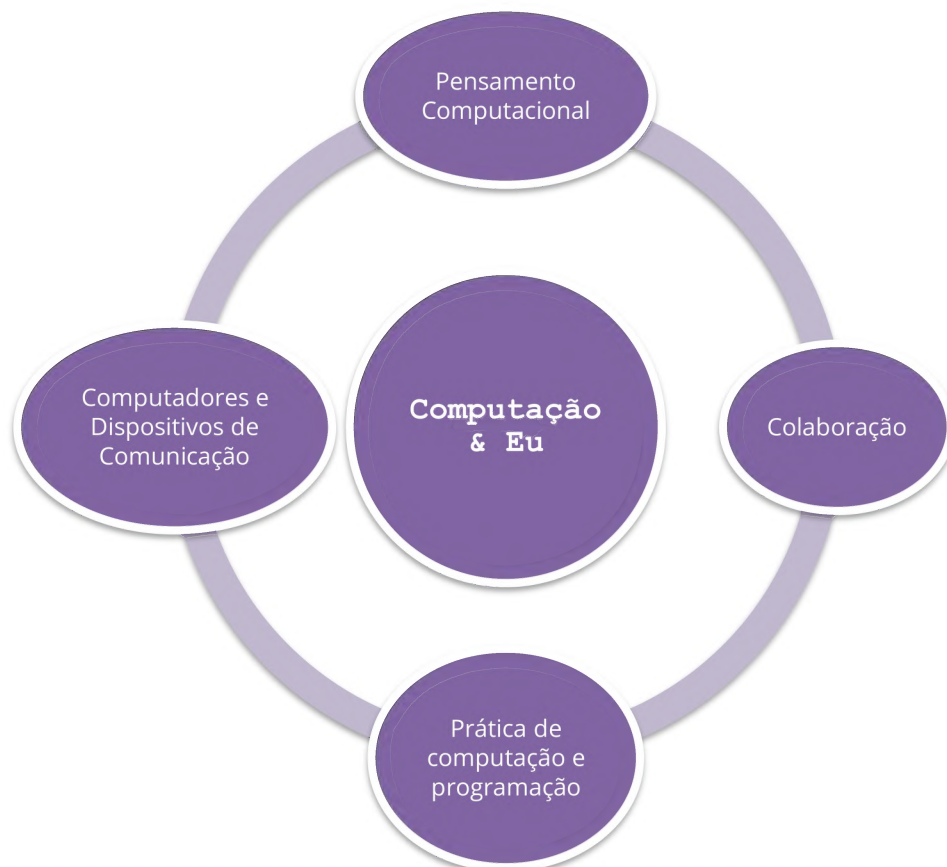 Pensamento
Computacional
Computadores e
Dispositivos de
Comunicação
Computação
& Eu
Colaboração
Prática de
computação e
programação